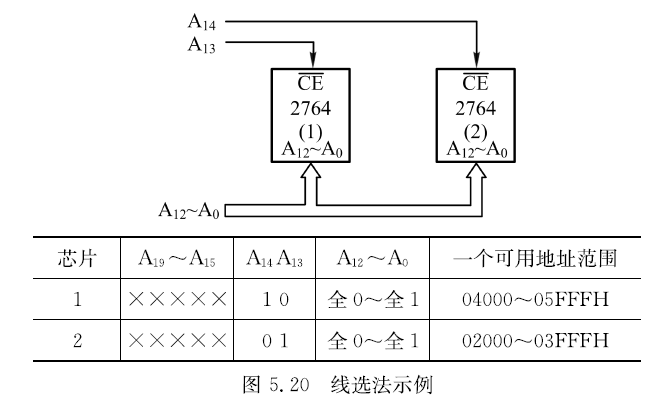 A14
A13
CE CE
2764 2764
(1) (2)
A12~A0 A12~A0
A12~A0
芯片 A19～A15 A14 A13 A12～A0 一个可用地址范围
1 ××××× 1 0 全 0～全 1 04000～05FFFH
2 ××××× 0 1 全 0～全 1 02000～03FFFH
图 5.20 线选法示例